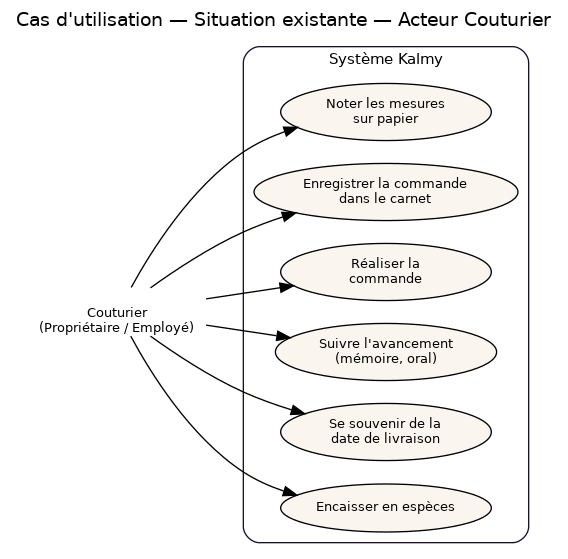 Cas d'utilisation — Situation existante — Acteur Couturier
Système Kalmy
Noter les mesures
sur papier
Enregistrer la commande
dans le carnet
Réaliser la
commande
Couturier
(Propriétaire / Employé)
Suivre l'avancement
(mémoire, oral)
Se souvenir de la
date de livraison
Encaisser en espèces